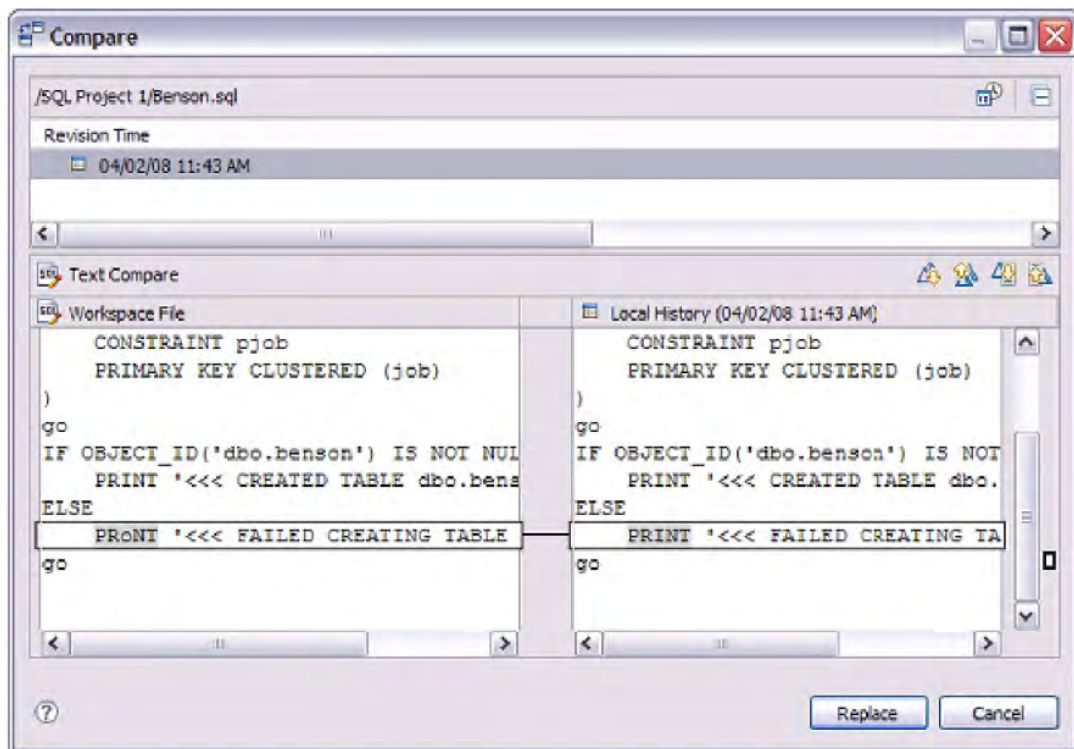 Compare
/SQL Project 1/Benson.sql
Revision Time
04/02/08 11:43 AM
Text Compare
Workspace File
CONSTRAINT pjob
PRIMARY KEY CLUSTERED (job)
)
go
IF OBJECT_ID('dbo.benson') IS NOT NUL
PRINT '<<< CREATED TABLE dbo.bens
ELSE
PRoNT '<<< FAILED CREATING TABLE
go
Local History (04/02/08 11:43 AM)
CONSTRAINT pjob
PRIMARY KEY CLUSTERED (job)
)
go
IF OBJECT_ID('dbo.benson') IS NOT
PRINT '<<< CREATED TABLE dbo.
ELSE
PRINT '<<< FAILED CREATING TA
go
Replace
Cancel